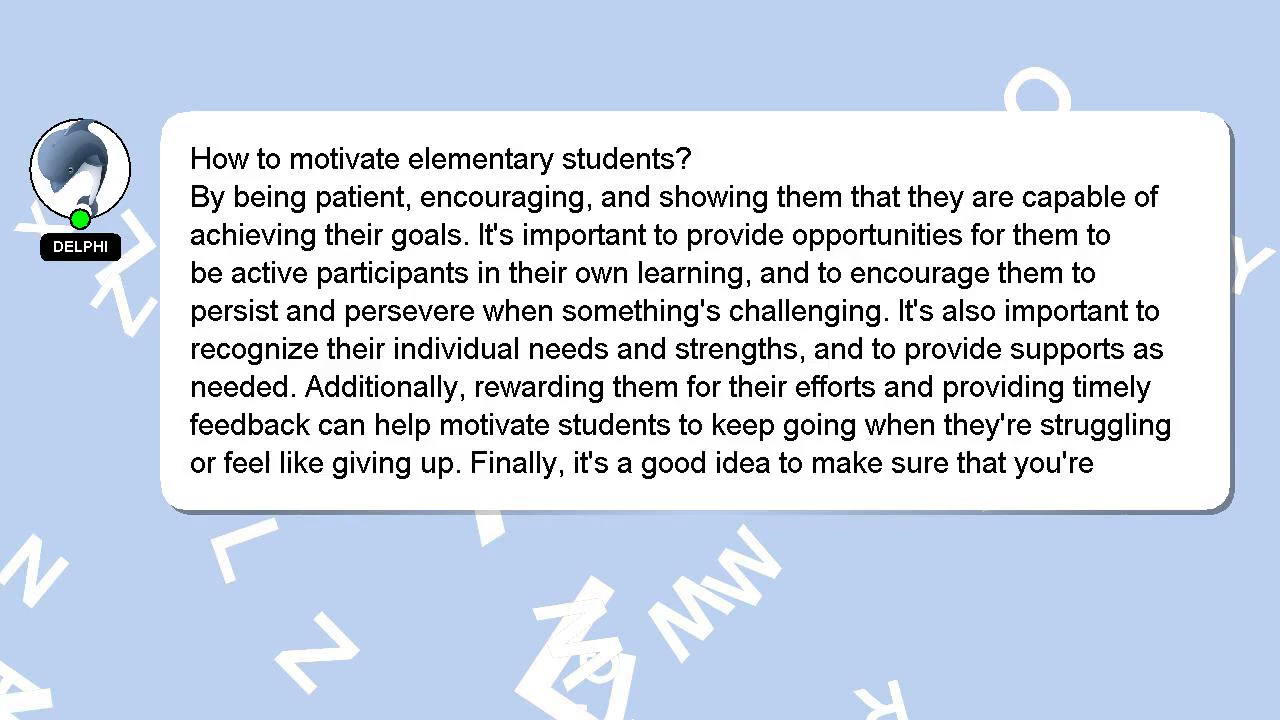 How to motivate elementary students?
By being patient, encouraging, and showing them that they are capable of
achieving their goals. It's important to provide opportunities for them to
be active participants in their own learning, and to encourage them to
persist and persevere when something's challenging. It's also important to
recognize their individual needs and strengths, and to provide supports as
needed. Additionally, rewarding them for their efforts and providing timely
feedback can help motivate students to keep going when they're struggling
or feel like giving up. Finally, it's a good idea to make sure that you're
DELPHI
O
Y
Z
N
L
Z
W
W
R